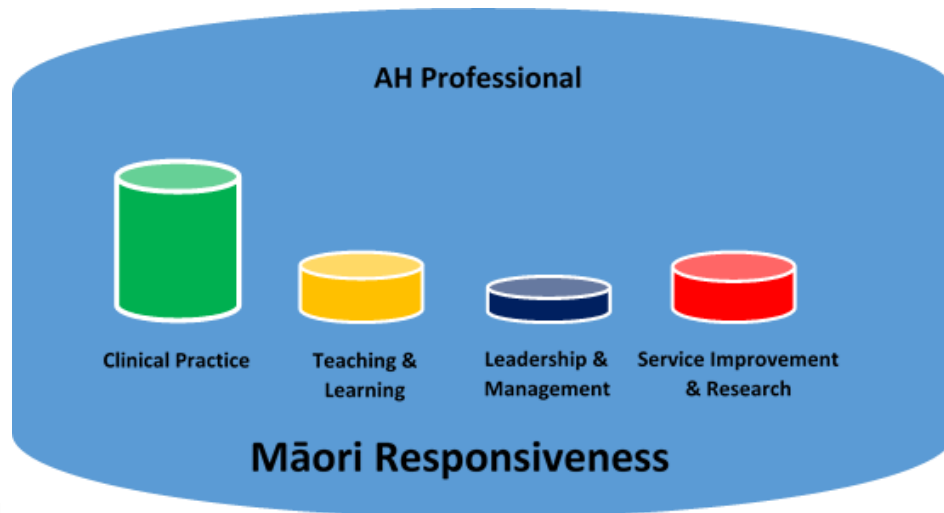 AH Professional
Clinical Practice
Teaching &
Learning
Leadership &
Management
Service Improvement
& Research
Māori Responsiveness